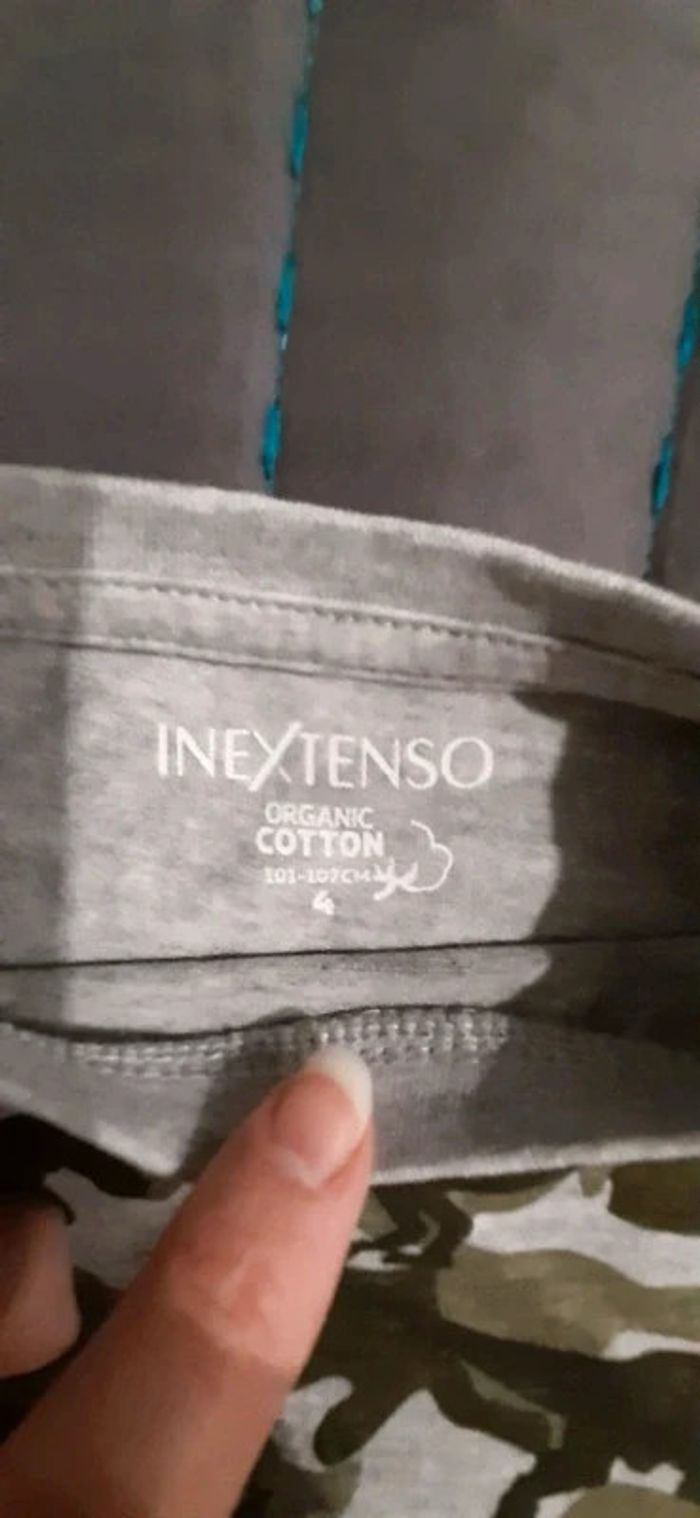 INEXTENSO
ORGANIC
COTTON
101-107CM
4